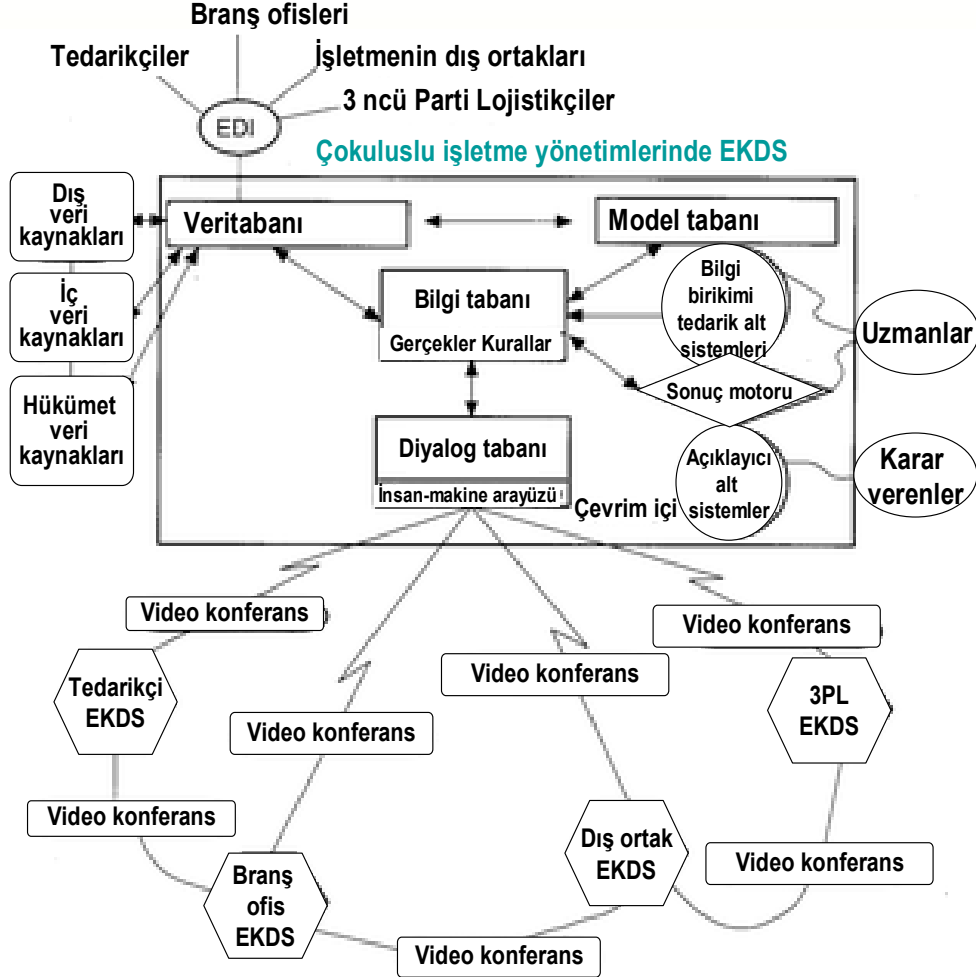 Branş ofisleri
Tedarikçiler
İşletmenin dış ortakları
3 ncü Parti Lojistikçiler
EDI
Çokuluslu işletme yönetimlerinde EKDS
Dış
veri
kaynakları
Veritabanı
Model tabanı
İç
veri
kaynakları
Bilgi tabanı
Gerçekler Kurallar
Bilgi
birikimi
tedarik alt
sistemleri
Uzmanlar
Sonuç motoru
Hükümet
veri
kaynakları
Diyalog tabanı
İnsan-makine arayüzü
Çevrim içi
Açıklayıcı
alt
sistemler
Karar
verenler
Video konferans
Video konferans
Video konferans
Video konferans
Tedarikçi
EKDS
3PL
EKDS
Video konferans
Dış ortak
EKDS
Video konferans
Branş
ofis
EKDS
Video konferans